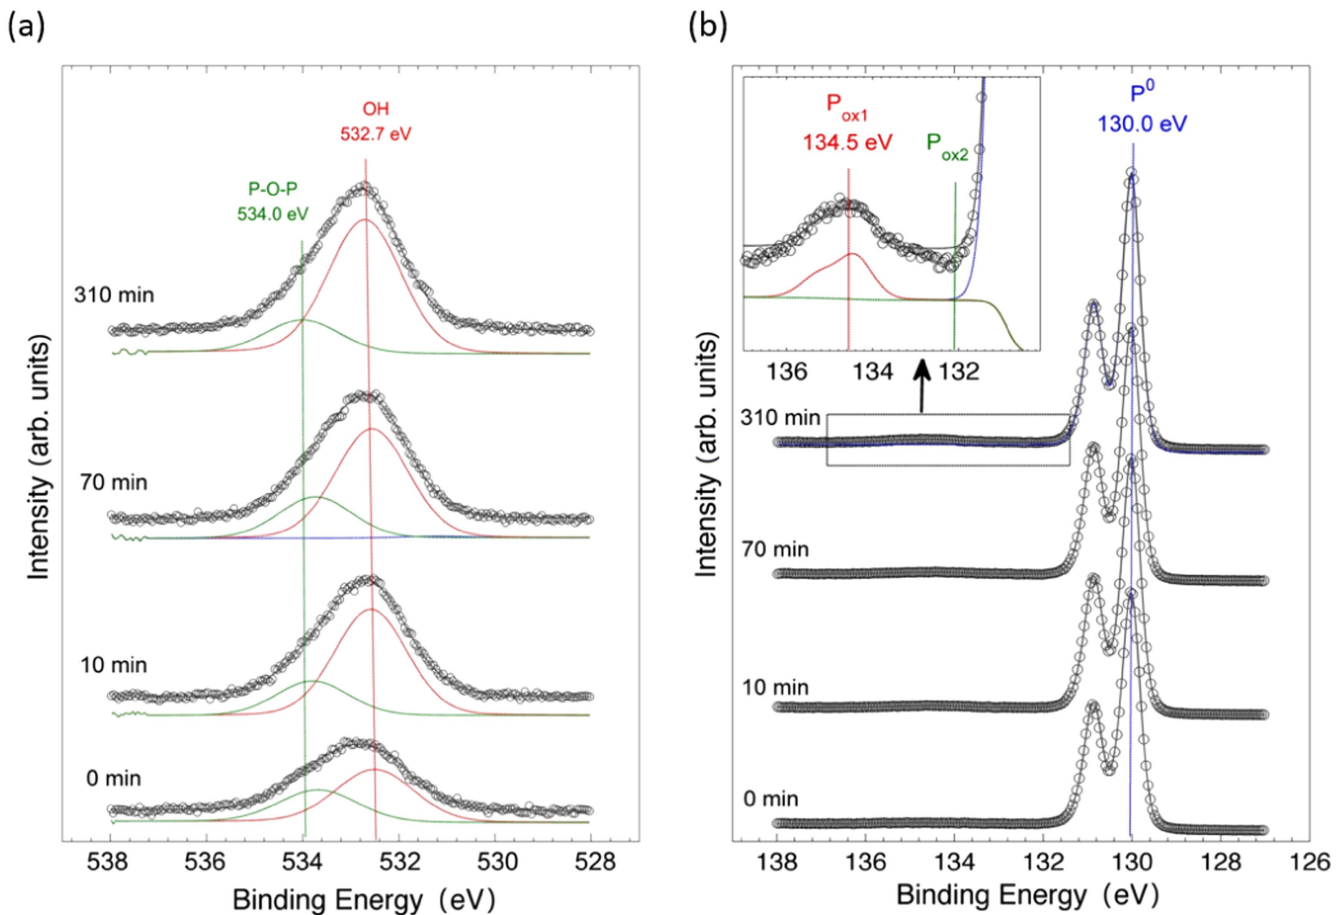 (a)
OH
532.7 eV
P-O-P
534.0 eV
310 min
70 min
10 min
0 min
Intensity (arb. units)
538 536 534 532 530 528
Binding Energy (eV)
(b)
P0
130.0 eV
Pox1
134.5 eV
Pox2
136 134 132
310 min
70 min
10 min
0 min
Intensity (arb. units)
138 136 134 132 130 128 126
Binding Energy (eV)